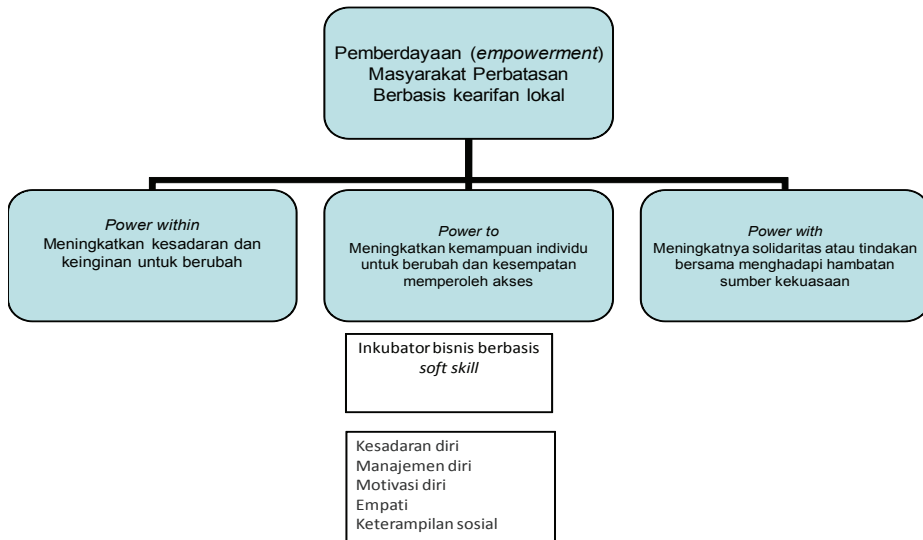 Pemberdayaan (empowerment)
Masyarakat Perbatasan
Berbasis kearifan lokal
Power within
Meningkatkan kesadaran dan
keinginan untuk berubah
Power to
Meningkatkan kemampuan individu
untuk berubah dan kesempatan
memperoleh akses
Power with
Meningkatnya solidaritas atau tindakan
bersama menghadapi hambatan
sumber kekuasaan
Inkubator bisnis berbasis
soft skill
Kesadaran diri
Manajemen diri
Motivasi diri
Empati
Keterampilan sosial